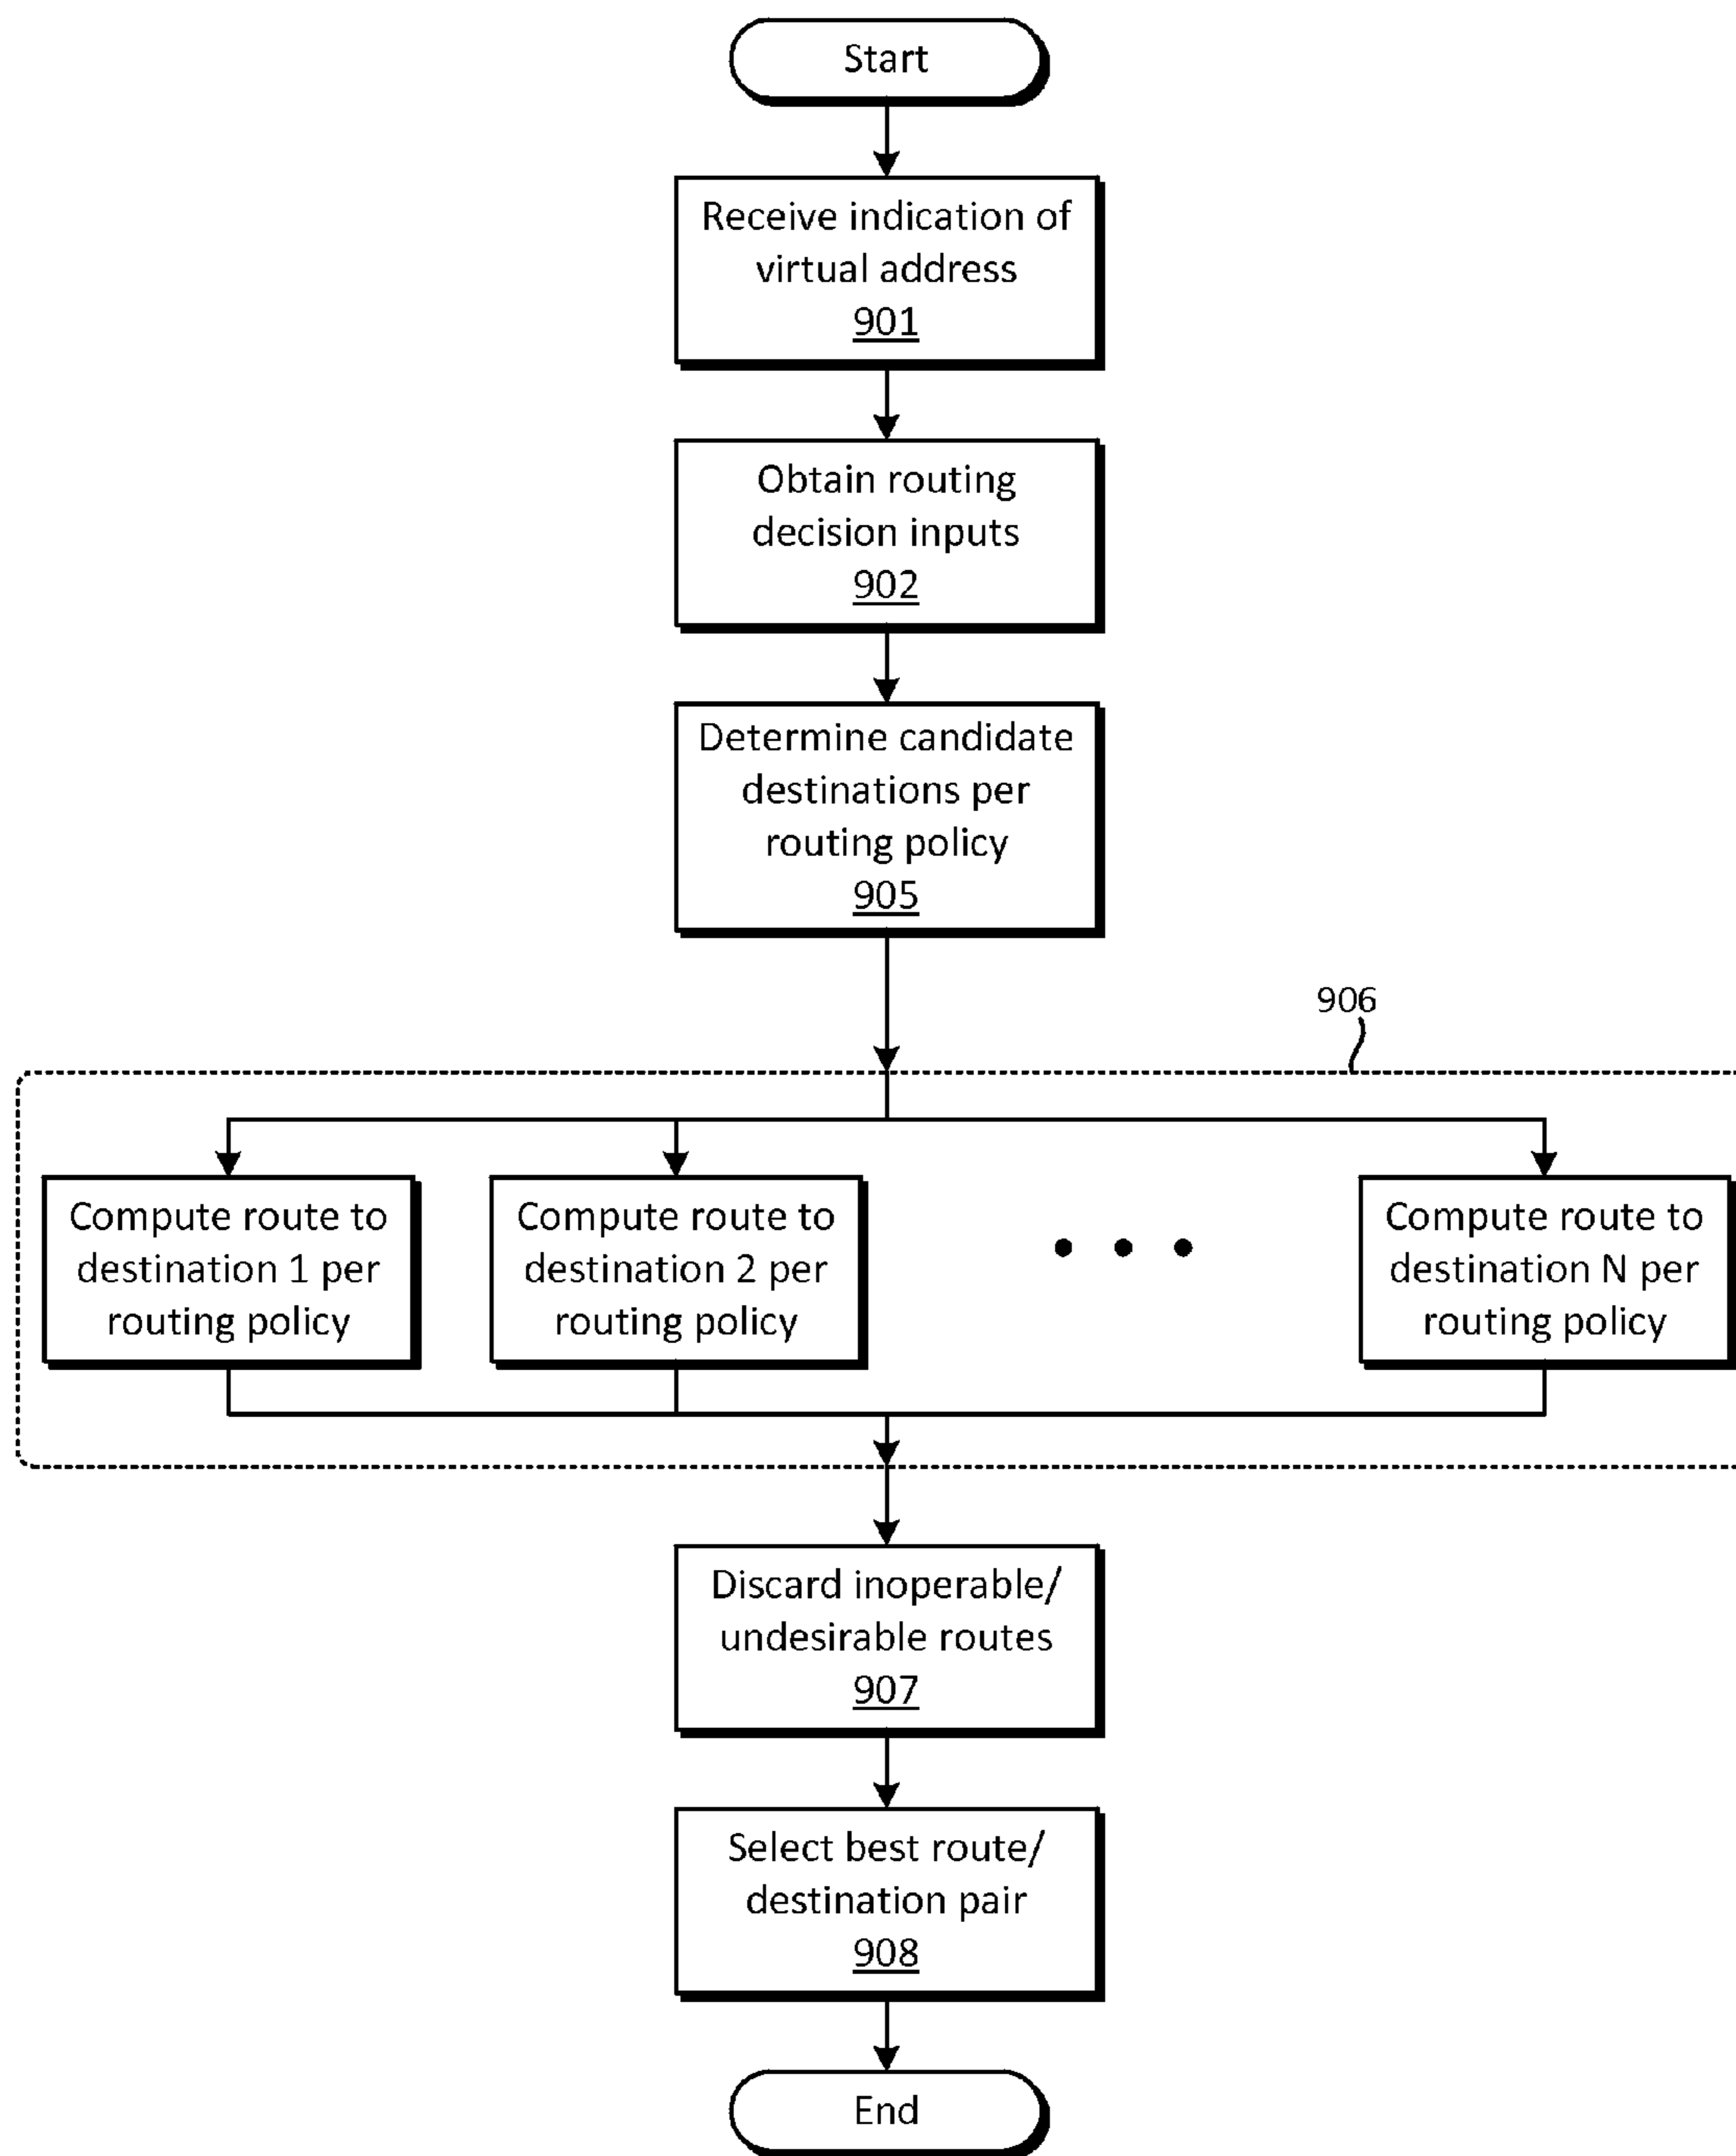 Start
Receive indication of
virtual address
901
Obtain routing
decision inputs
902
Determine candidate
destinations per
routing policy
905
906
Compute route to
destination 1 per
routing policy
Compute route to
destination 2 per
routing policy
Compute route to
destination N per
routing policy
Discard inoperable/
undesirable routes
907
Select best route/
destination pair
908
End